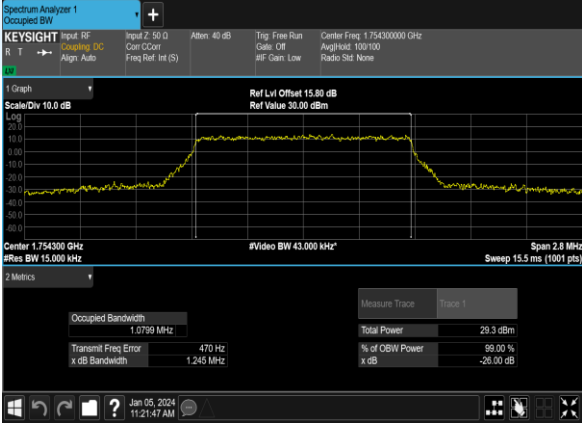 Spectrum Analyzer 1
Occupied BW
+
KEYSIGHT Input: RF Input Z: 50 Ω Atten: 40 dB Trig: Free Run Center Freq: 1.754300000 GHz
R T Coupling: DC Corr CCorr Gate: Off Avg|Hold: 100/100
Align: Auto Freq Ref: Int (S) #IF Gain: Low Radio Std: None
1 Graph Ref Lvl Offset 15.80 dB
Scale/Div 10.0 dB Ref Value 30.00 dBm
Log
20.0
10.0
0.00
-10.0
-20.0
-30.0
-40.0
-50.0
-60.0
Center 1.754300 GHz #Video BW 43.000 kHz* Span 2.8 MHz
#Res BW 15.000 kHz Sweep 15.5 ms (1001 pts)
2 Metrics
Measure Trace Trace 1
Occupied Bandwidth
1.0799 MHz Total Power 29.3 dBm
Transmit Freq Error 470 Hz % of OBW Power 99.00 %
x dB Bandwidth 1.245 MHz x dB -26.00 dB
? Jan 05, 2024
11:21:47 AM